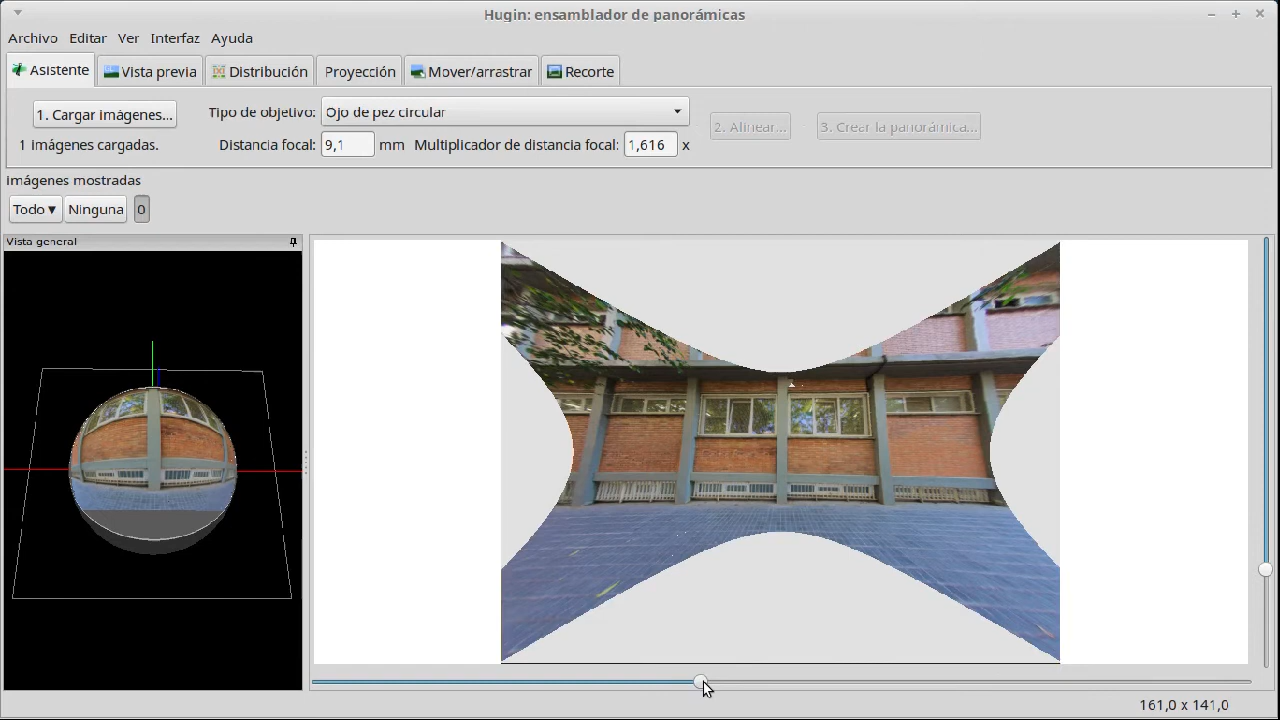 Hugin: ensamblador de panorámicas
Archivo Editar Ver Interfaz Ayuda
Asistente Vista previa Distribución Proyección Mover/arrastrar Recorte
1. Cargar imágenes... Tipo de objetivo: Ojo de pez circular 2. Alinear... 3. Crear la panorámica...
1 imágenes cargadas. Distancia focal: 9,1 mm Multiplicador de distancia focal: 1,616 x
Imágenes mostradas
Todo Ninguna 0
Vista general
161,0 x 141,0